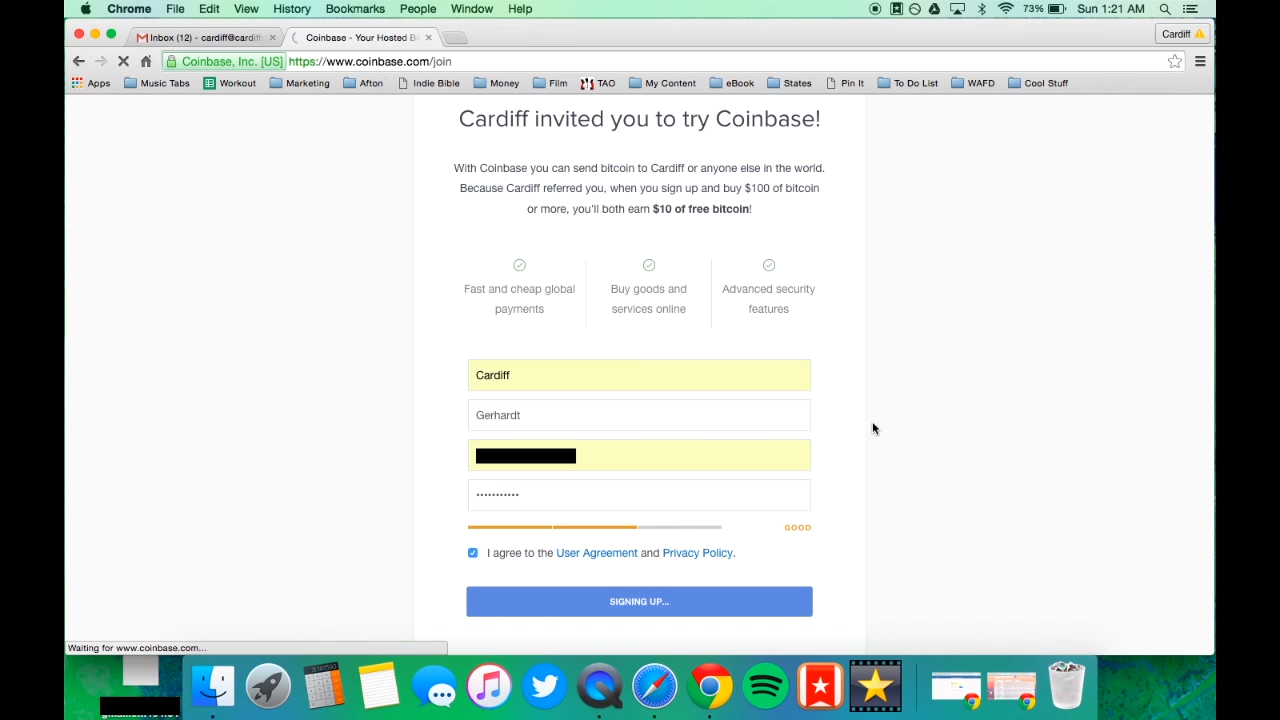 Chrome File Edit View History Bookmarks People Window Help 73% Sun 1:21 AM
Inbox (12) - cardiff@cardiff Coinbase - Your Hosted Bi Cardiff
Coinbase, Inc. [US] https://www.coinbase.com/join
Apps Music Tabs Workout Marketing Afton Indie Bible Money Film TAO My Content eBook States Pin It To Do List WAFD Cool Stuff
Cardiff invited you to try Coinbase!
With Coinbase you can send bitcoin to Cardiff or anyone else in the world.
Because Cardiff referred you, when you sign up and buy $100 of bitcoin
or more, you'll both earn $10 of free bitcoin!
Fast and cheap global payments
Buy goods and services online
Advanced security features
Cardiff
Gerhardt
•••••••••••
GOOD
I agree to the User Agreement and Privacy Policy.
SIGNING UP...
Waiting for www.coinbase.com...